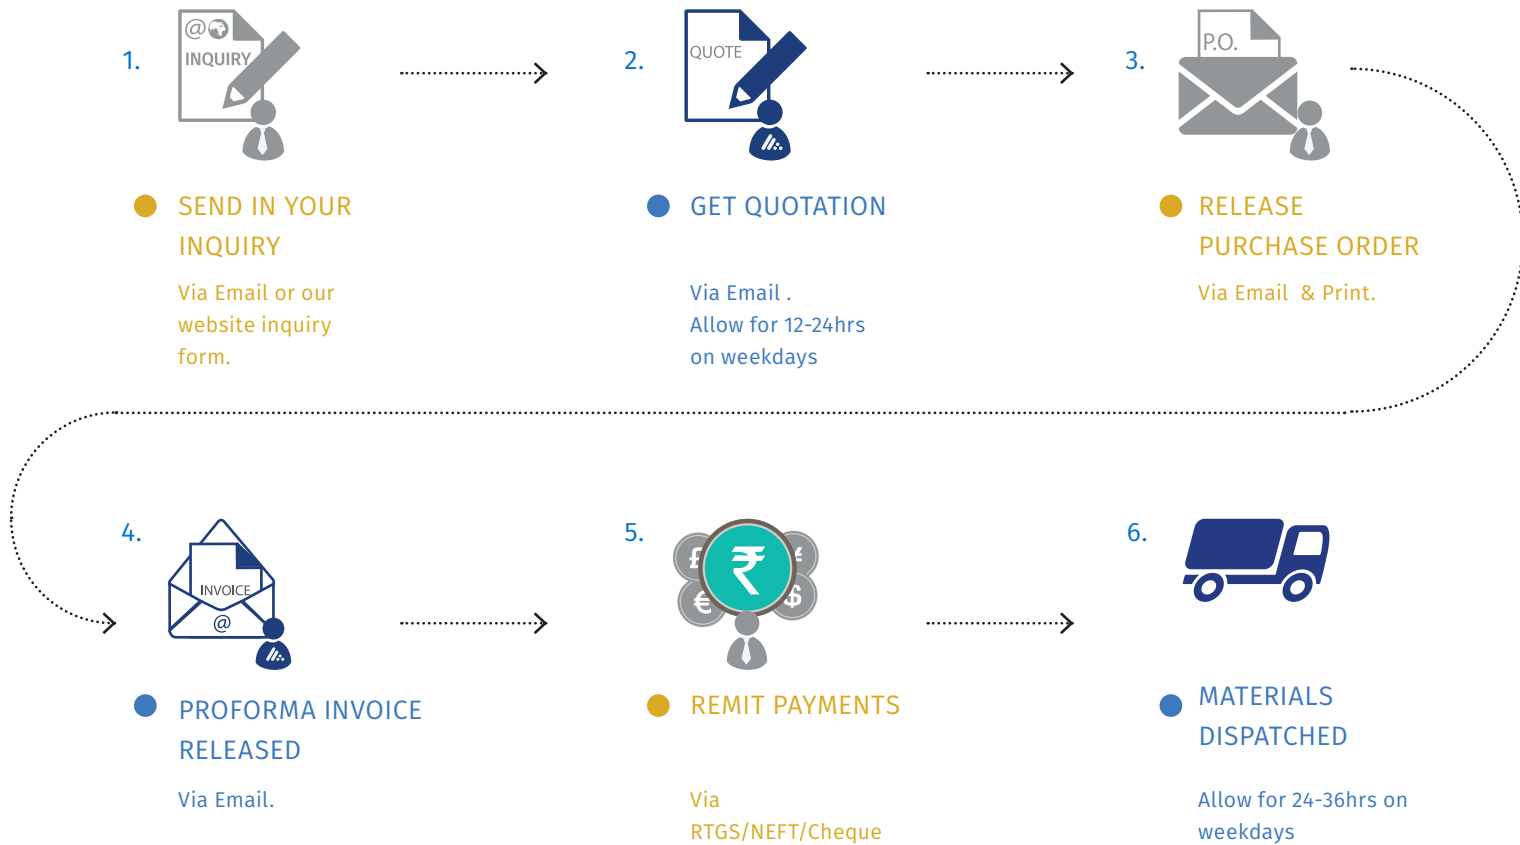 1.
@
INQUIRY
SEND IN YOUR
INQUIRY
Via Email or our
website inquiry
form.
2.
QUOTE
GET QUOTATION
Via Email .
Allow for 12-24hrs
on weekdays
3.
P.O.
RELEASE
PURCHASE ORDER
Via Email & Print.
4.
INVOICE
@
PROFORMA INVOICE
RELEASED
Via Email.
5.
£
¥
₹
€
$
REMIT PAYMENTS
Via
RTGS/NEFT/Cheque
6.
MATERIALS
DISPATCHED
Allow for 24-36hrs on
weekdays